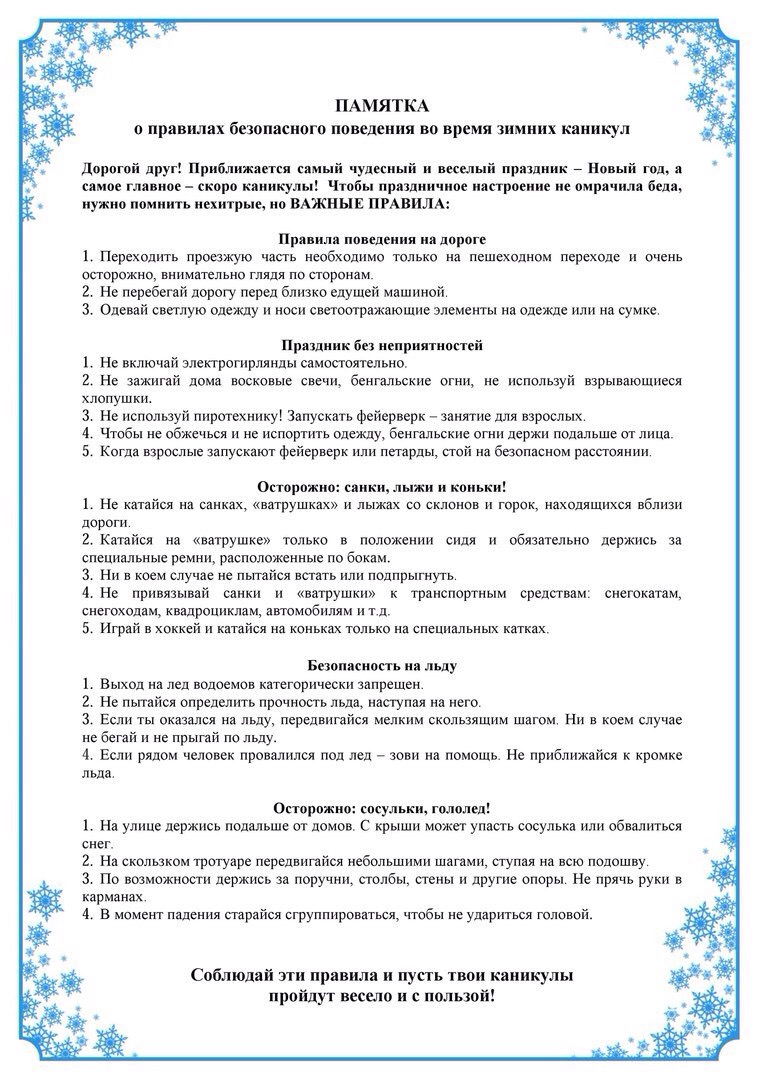 ПАМЯТКА
о правилах безопасного поведения во время зимних каникул
Дорогой друг! Приближается самый чудесный и веселый праздник – Новый год, а
самое главное – скоро каникулы! Чтобы праздничное настроение не омрачила беда,
нужно помнить нехитрые, но ВАЖНЫЕ ПРАВИЛА:
Правила поведения на дороге
1. Переходить проезжую часть необходимо только на пешеходном переходе и очень
осторожно, внимательно глядя по сторонам.
2. Не перебегай дорогу перед близко едущей машиной.
3. Одевай светлую одежду и носи светоотражающие элементы на одежде или на сумке.
Праздник без неприятностей
1. Не включай электрогирлянды самостоятельно.
2. Не зажигай дома восковые свечи, бенгальские огни, не используй взрывающиеся
хлопушки.
3. Не используй пиротехнику! Запускать фейерверк – занятие для взрослых.
4. Чтобы не обжечься и не испортить одежду, бенгальские огни держи подальше от лица.
5. Когда взрослые запускают фейерверк или петарды, стой на безопасном расстоянии.
Осторожно: санки, лыжи и коньки!
1. Не катайся на санках, «ватрушках» и лыжах со склонов и горок, находящихся вблизи
дороги.
2. Катайся на «ватрушке» только в положении сидя и обязательно держись за
специальные ремни, расположенные по бокам.
3. Ни в коем случае не пытайся встать или подпрыгнуть.
4. Не привязывай санки и «ватрушки» к транспортным средствам: снегокатам,
снегоходам, квадроциклам, автомобилям и т.д.
5. Играй в хоккей и катайся на коньках только на специальных катках.
Безопасность на льду
1. Выход на лед водоемов категорически запрещен.
2. Не пытайся определить прочность льда, наступая на него.
3. Если ты оказался на льду, передвигайся мелким скользящим шагом. Ни в коем случае
не бегай и не прыгай по льду.
4. Если рядом человек провалился под лед – зови на помощь. Не приближайся к кромке
льда.
Осторожно: сосульки, гололед!
1. На улице держись подальше от домов. С крыши может упасть сосулька или обвалиться
снег.
2. На скользком тротуаре передвигайся небольшими шагами, ступая на всю подошву.
3. По возможности держись за поручни, столбы, стены и другие опоры. Не прячь руки в
карманах.
4. В момент падения старайся сгруппироваться, чтобы не удариться головой.
Соблюдай эти правила и пусть твои каникулы
пройдут весело и с пользой!